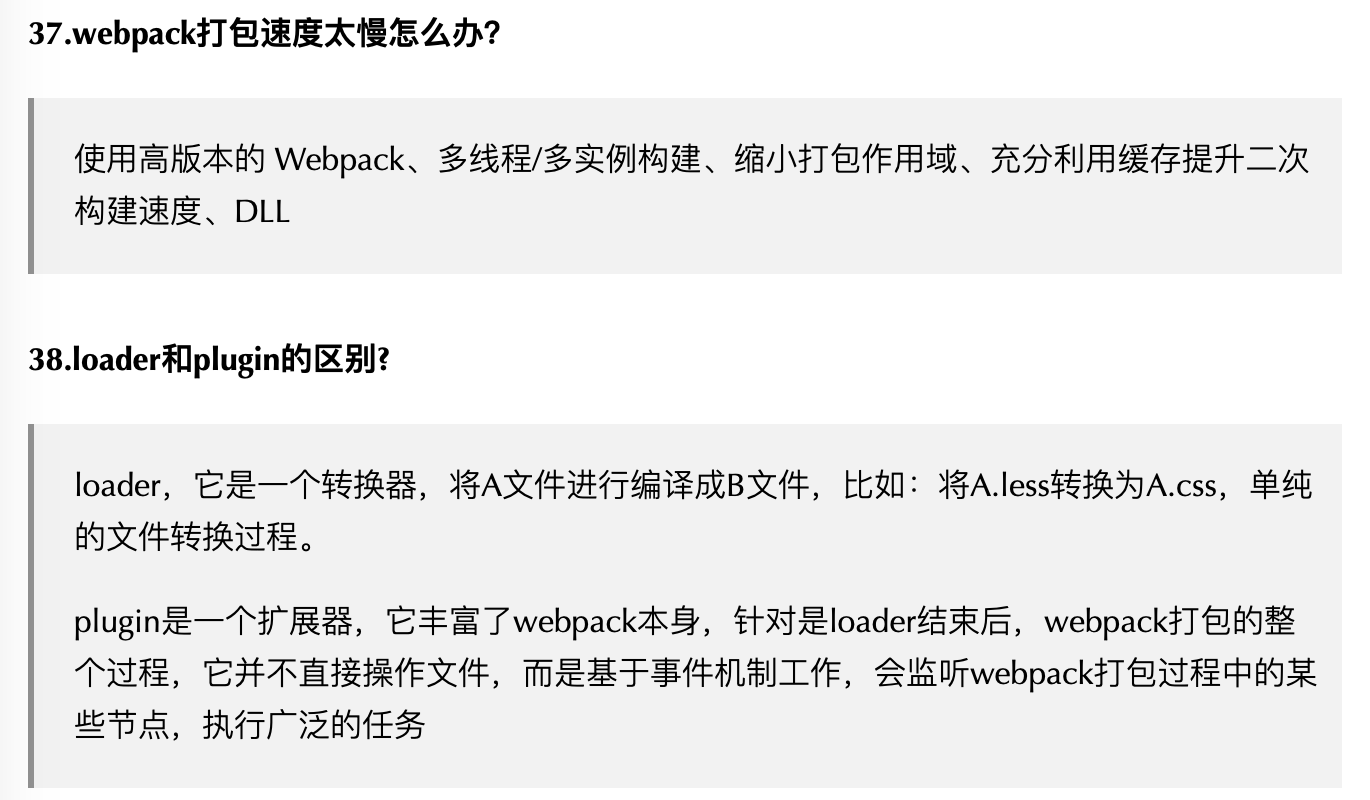 37.webpack打包速度太慢怎么办?
使用高版本的 Webpack、多线程/多实例构建、缩小打包作用域、充分利用缓存提升二次
构建速度、DLL
38.loader和plugin的区别?
loader，它是一个转换器，将A文件进行编译成B文件，比如：将A.less转换为A.css，单纯
的文件转换过程。
plugin是一个扩展器，它丰富了webpack本身，针对是loader结束后，webpack打包的整
个过程，它并不直接操作文件，而是基于事件机制工作，会监听webpack打包过程中的某
些节点，执行广泛的任务